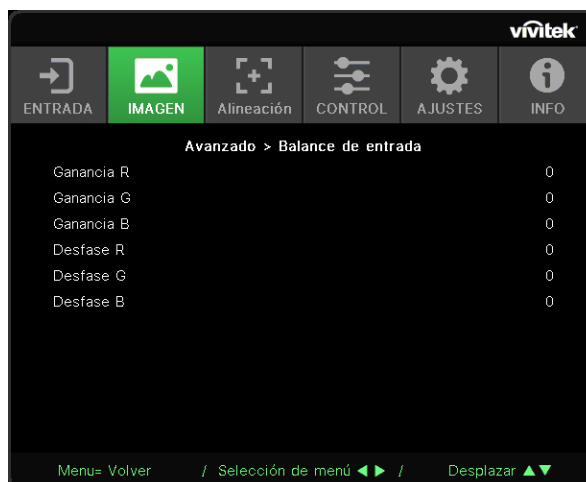 vivitek
ENTRADA IMAGEN Alineación CONTROL AJUSTES INFO
Avanzado > Balance de entrada
Ganancia R 0
Ganancia G 0
Ganancia B 0
Desfase R 0
Desfase G 0
Desfase B 0
Menu= Volver / Selección de menú ◀ ▶ / Desplazar ▲▼